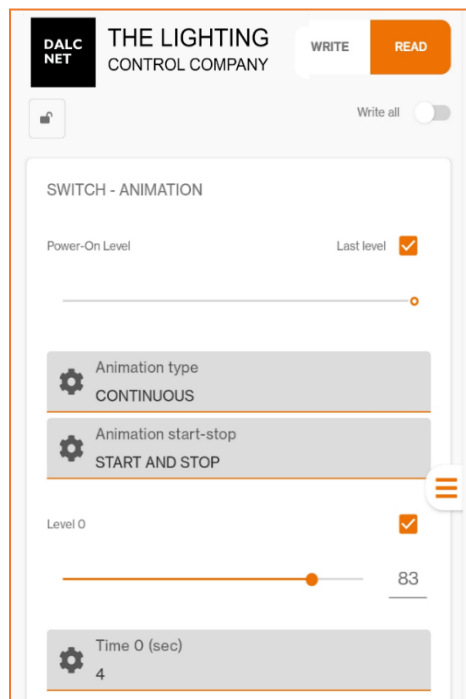 DALC
NET
THE LIGHTING
CONTROL COMPANY
WRITE
READ
Write all
SWITCH - ANIMATION
Power-On Level
Last level
Animation type
CONTINUOUS
Animation start-stop
START AND STOP
Level 0
83
Time 0 (sec)
4